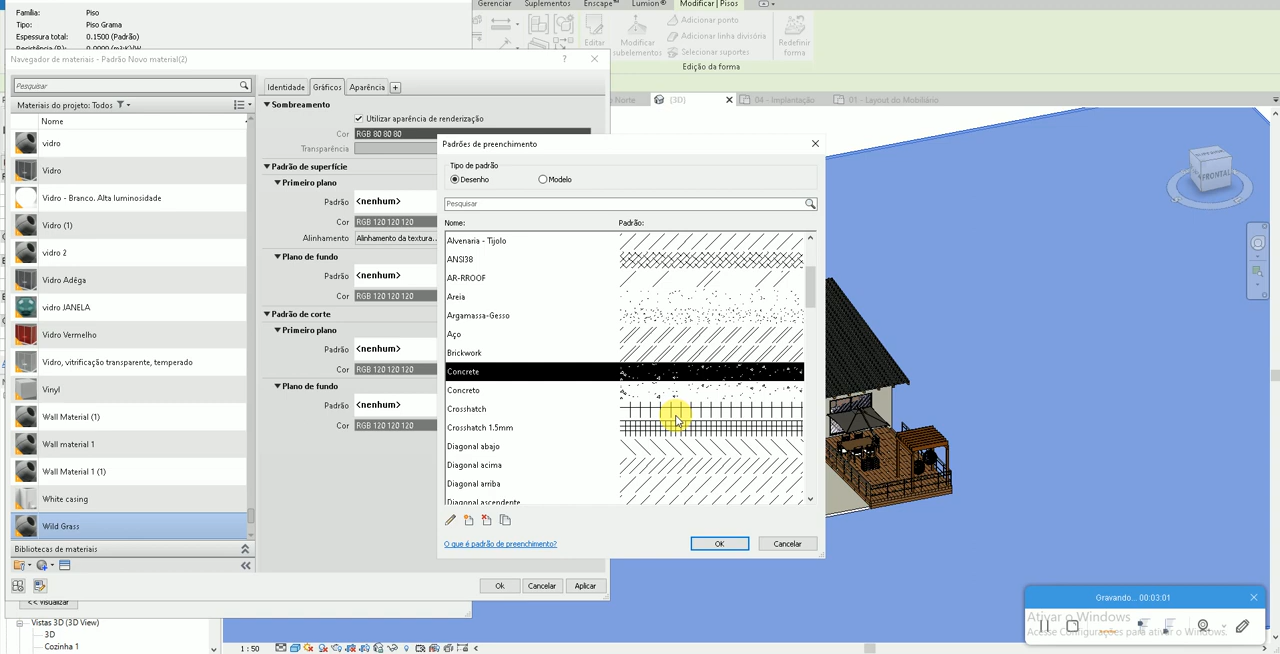 Gerenciar Suplementos Enscape™ Lumion® Modificar | Pisos
Família: Piso
Tipo: Piso Grama
Espessura total: 0.1500 (Padrão)
Editar Modificar subelementos
Adicionar ponto
Adicionar linha divisória
Selecionar suportes
Redefinir forma
Edição da forma
Navegador de materiais - Padrão Novo material(2)
Norte [3D] 04 - Implantação 01 - Layout do Mobiliário
Pesquisar
Identidade Gráficos Aparência
Materiais do projeto: Todos
Nome
vidro
Vidro
Vidro - Branco. Alta luminosidade
Vidro (1)
vidro 2
Vidro Adéga
vidro JANELA
Vidro Vermelho
Vidro, vitrificação transparente, temperado
Vinyl
Wall Material (1)
Wall material 1
Wall Material 1 (1)
White casing
Wild Grass
Bibliotecas de materiais
Sombreamento
Utilizar aparência de renderização
Cor RGB 80 80 80
Transparência
Padrão de superfície
Primeiro plano
Padrão <nenhum>
Cor RGB 120 120 120
Alinhamento Alinhamento da textura...
Plano de fundo
Padrão <nenhum>
Cor RGB 120 120 120
Padrão de corte
Primeiro plano
Padrão <nenhum>
Cor RGB 120 120 120
Plano de fundo
Padrão <nenhum>
Cor RGB 120 120 120
Ok Cancelar Aplicar
Padrões de preenchimento
Tipo de padrão
Desenho Modelo
Pesquisar
Nome: Padrão:
Alvenaria - Tijolo
ANSI38
AR-RROOF
Areia
Argamassa-Gesso
Aço
Brickwork
Concrete
Concreto
Crosshatch
Crosshatch 1.5mm
Diagonal abajo
Diagonal acima
Diagonal arriba
Diagonal ascendente
O que é padrão de preenchimento?
OK Cancelar
FRONTAL
<< Visualizar
Vistas 3D (3D View)
3D
Cozinha 1
1 : 50
Gravando... 00:03:01
Ativar o Windows
Acesse Configurações para ativar o Windows.